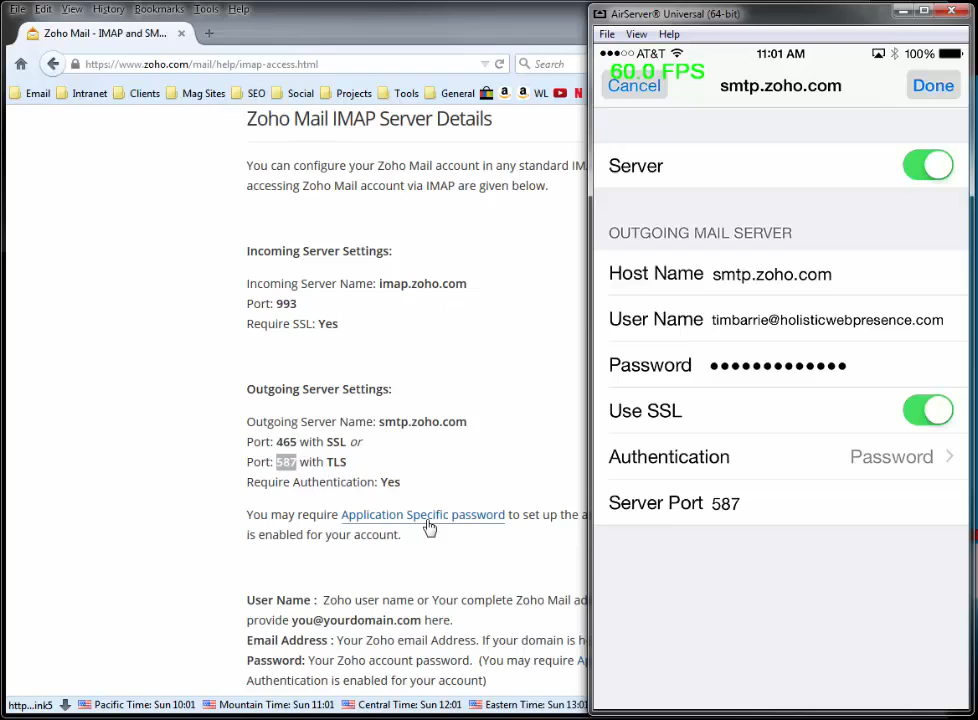 File Edit View History Bookmarks Tools Help
Zoho Mail - IMAP and SM... × +
https://www.zoho.com/mail/help/imap-access.html
Search
Email Intranet Clients Mag Sites SEO Social Projects Tools General a a WL N
Zoho Mail IMAP Server Details
You can configure your Zoho Mail account in any standard IM
accessing Zoho Mail account via IMAP are given below.
Incoming Server Settings:
Incoming Server Name: imap.zoho.com
Port: 993
Require SSL: Yes
Outgoing Server Settings:
Outgoing Server Name: smtp.zoho.com
Port: 465 with SSL or
Port: 587 with TLS
Require Authentication: Yes
You may require Application Specific password to set up the a
is enabled for your account.
User Name : Zoho user name or Your complete Zoho Mail ad
provide you@yourdomain.com here.
Email Address : Your Zoho email Address. If your domain is h
Password: Your Zoho account password. (You may require A
Authentication is enabled for your account)
http...ink5 Pacific Time: Sun 10:01 Mountain Time: Sun 11:01 Central Time: Sun 12:01 Eastern Time: Sun 13:01
AirServer® Universal (64-bit)
File View Help
AT&T 11:01 AM 100%
60.0 FPS
Cancel smtp.zoho.com Done
Server
OUTGOING MAIL SERVER
Host Name smtp.zoho.com
User Name timbarrie@holisticwebpresence.com
Password ●●●●●●●●●●●●●
Use SSL
Authentication Password
Server Port 587